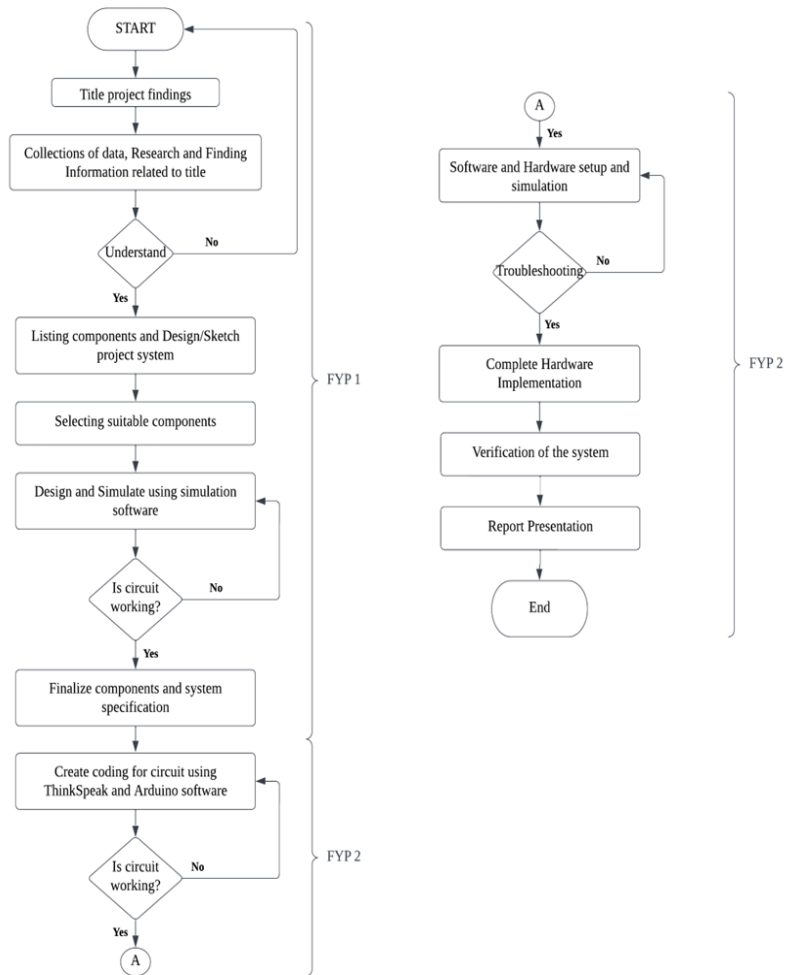 START
Title project findings
Collections of data, Research and Finding
Information related to title
Understand
No
Yes
Listing components and Design/Sketch
project system
FYP 1
Selecting suitable components
Design and Simulate using simulation
software
Is circuit
working?
No
Yes
Finalize components and system
specification
Create coding for circuit using
ThinkSpeak and Arduino software
Is circuit
working?
No
FYP 2
Yes
A
A
Yes
Software and Hardware setup and
simulation
Troubleshooting
No
Yes
Complete Hardware
Implementation
FYP 2
Verification of the system
Report Presentation
End